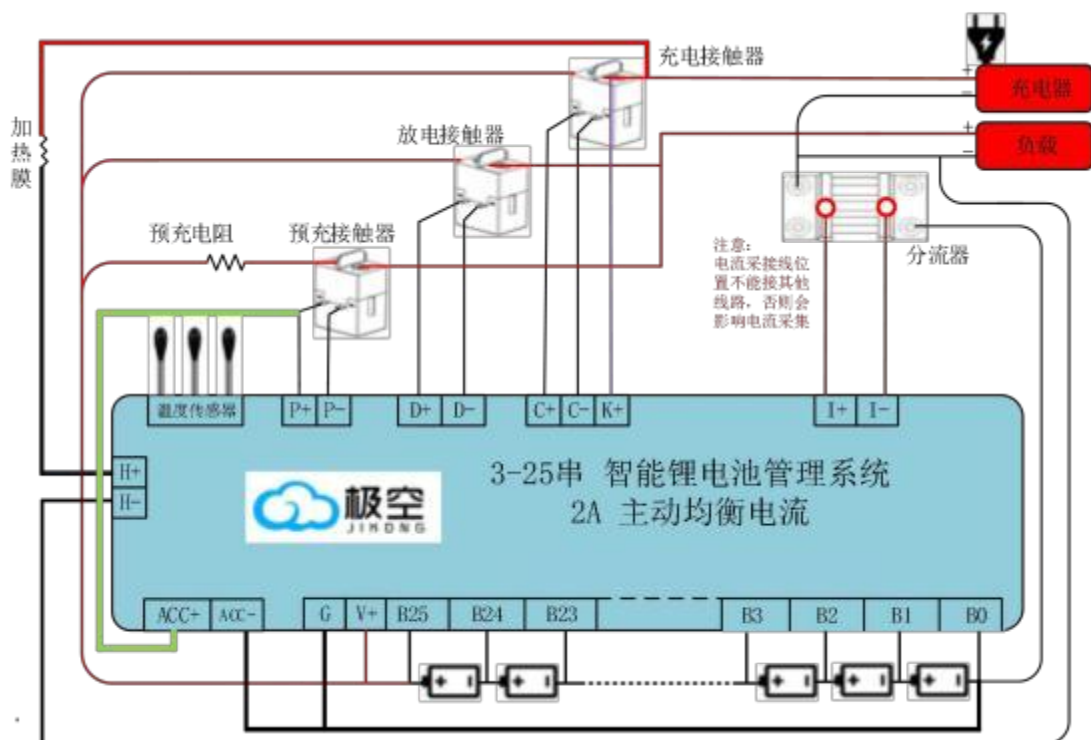 充电接触器
+
充电器
−
加热膜
放电接触器
+
负载
−
预充电阻
预充接触器
注意:
电流采接线位
置不能接其他
线路,否则会
影响电流采集
分流器
温度传感器
P+ P-
D+ D-
C+ C- K+
I+ I-
H+
H-
极空
JIKONG
3-25串 智能锂电池管理系统
2A 主动均衡电流
ACC+ ACC- G V+ B25 B24 B23 B3 B2 B1 B0